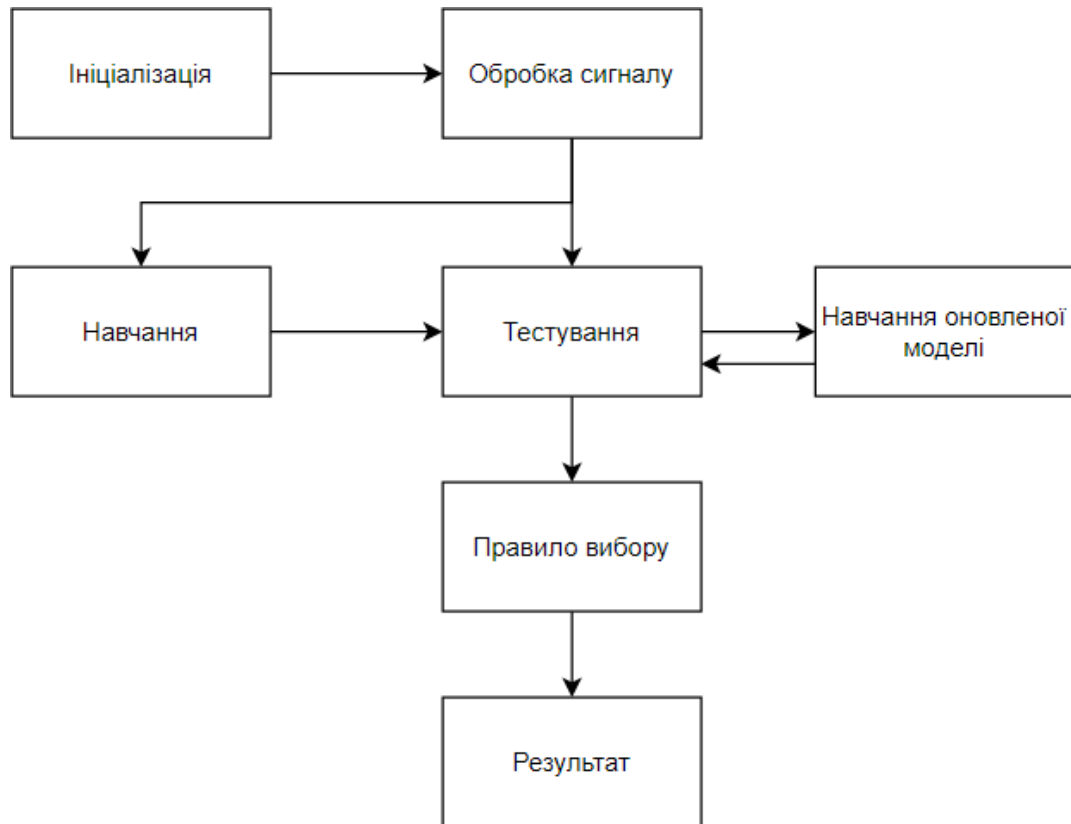 Ініціалізація
Обробка сигналу
Навчання
Тестування
Навчання оновленої
моделі
Правило вибору
Результат